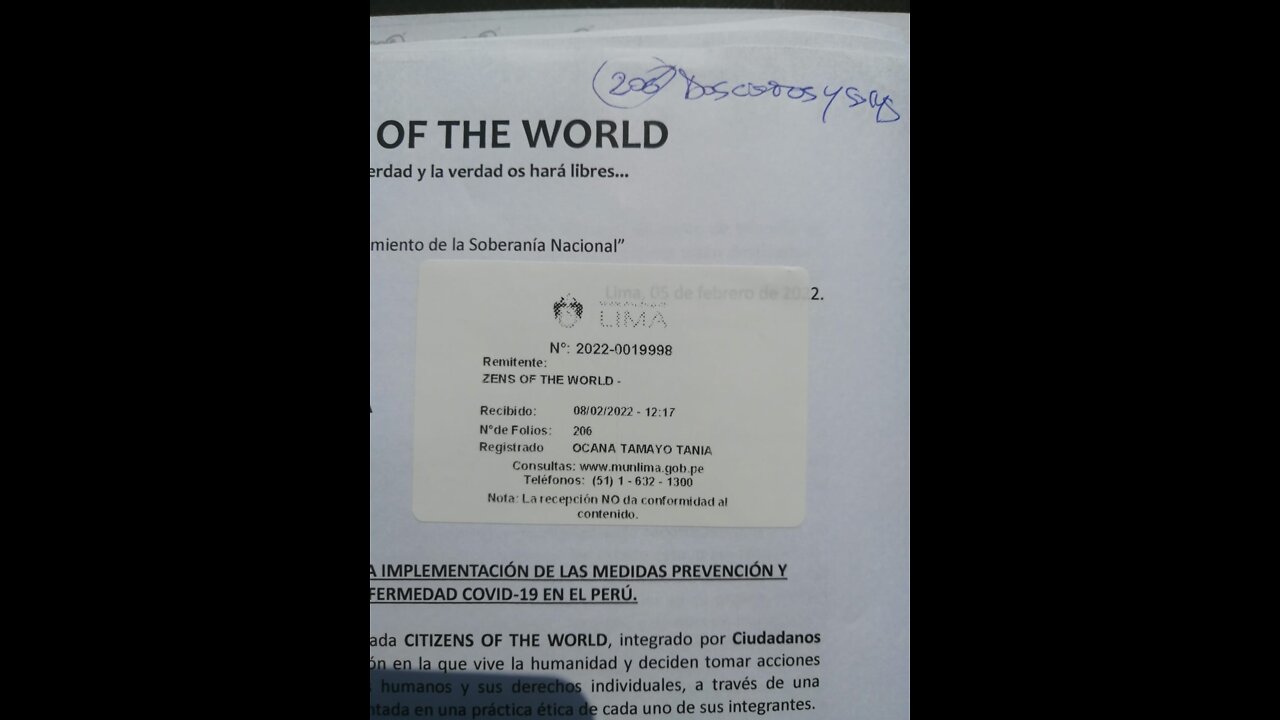 (206) Doscientos y seis
OF THE WORLD
erdad y la verdad os hará libres...
miento de la Soberanía Nacional”
Lima, 05 de febrero de 2022.
LIMA
N°: 2022-0019998
Remitente:
ZENS OF THE WORLD -
Recibido: 08/02/2022 - 12:17
N°de Folios: 206
Registrado OCANA TAMAYO TANIA
Consultas: www.munlima.gob.pe
Teléfonos: (51) 1 - 632 - 1300
Nota: La recepción NO da conformidad al
contenido.
A IMPLEMENTACIÓN DE LAS MEDIDAS PREVENCIÓN Y
FERMEDAD COVID-19 EN EL PERÚ.
ada CITIZENS OF THE WORLD, integrado por Ciudadanos
ón en la que vive la humanidad y deciden tomar acciones
s humanos y sus derechos individuales, a través de una
ntada en una práctica ética de cada uno de sus integrantes.